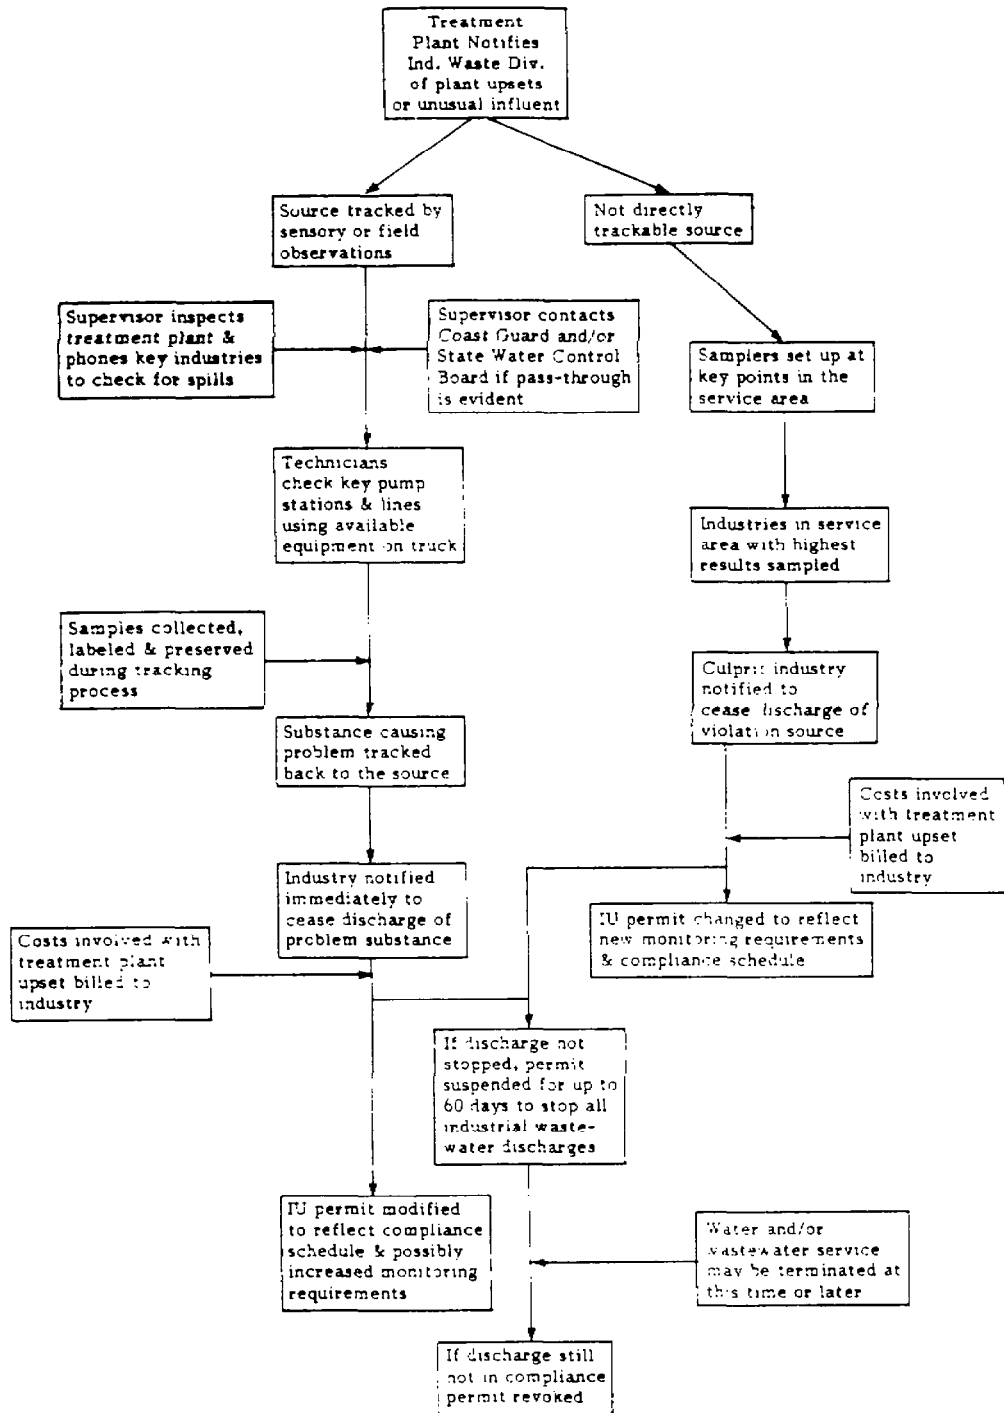 Treatment
Plant Notifies
Ind. Waste Div.
of plant upsets
or unusual influent
Source tracked by
sensory or field
observations
Not directly
trackable source
Supervisor inspects
treatment plant &
phones key industries
to check for spills
Supervisor contacts
Coast Guard and/or
State Water Control
Board if pass-through
is evident
Samplers set up at
key points in the
service area
Technicians
check key pump
stations & lines
using available
equipment on truck
Industries in service
area with highest
results sampled
Samples collected,
labeled & preserved
during tracking
process
Culprit industry
notified to
cease discharge of
violation source
Substance causing
problem tracked
back to the source
Costs involved
with treatment
plant upset
billed to
industry
Industry notified
immediately to
cease discharge of
problem substance
IU permit changed to reflect
new monitoring requirements
& compliance schedule
Costs involved with
treatment plant
upset billed to
industry
If discharge not
stopped, permit
suspended for up to
60 days to stop all
industrial waste-
water discharges
IU permit modified
to reflect compliance
schedule & possibly
increased monitoring
requirements
Water and/or
wastewater service
may be terminated at
this time or later
If discharge still
not in compliance
permit revoked